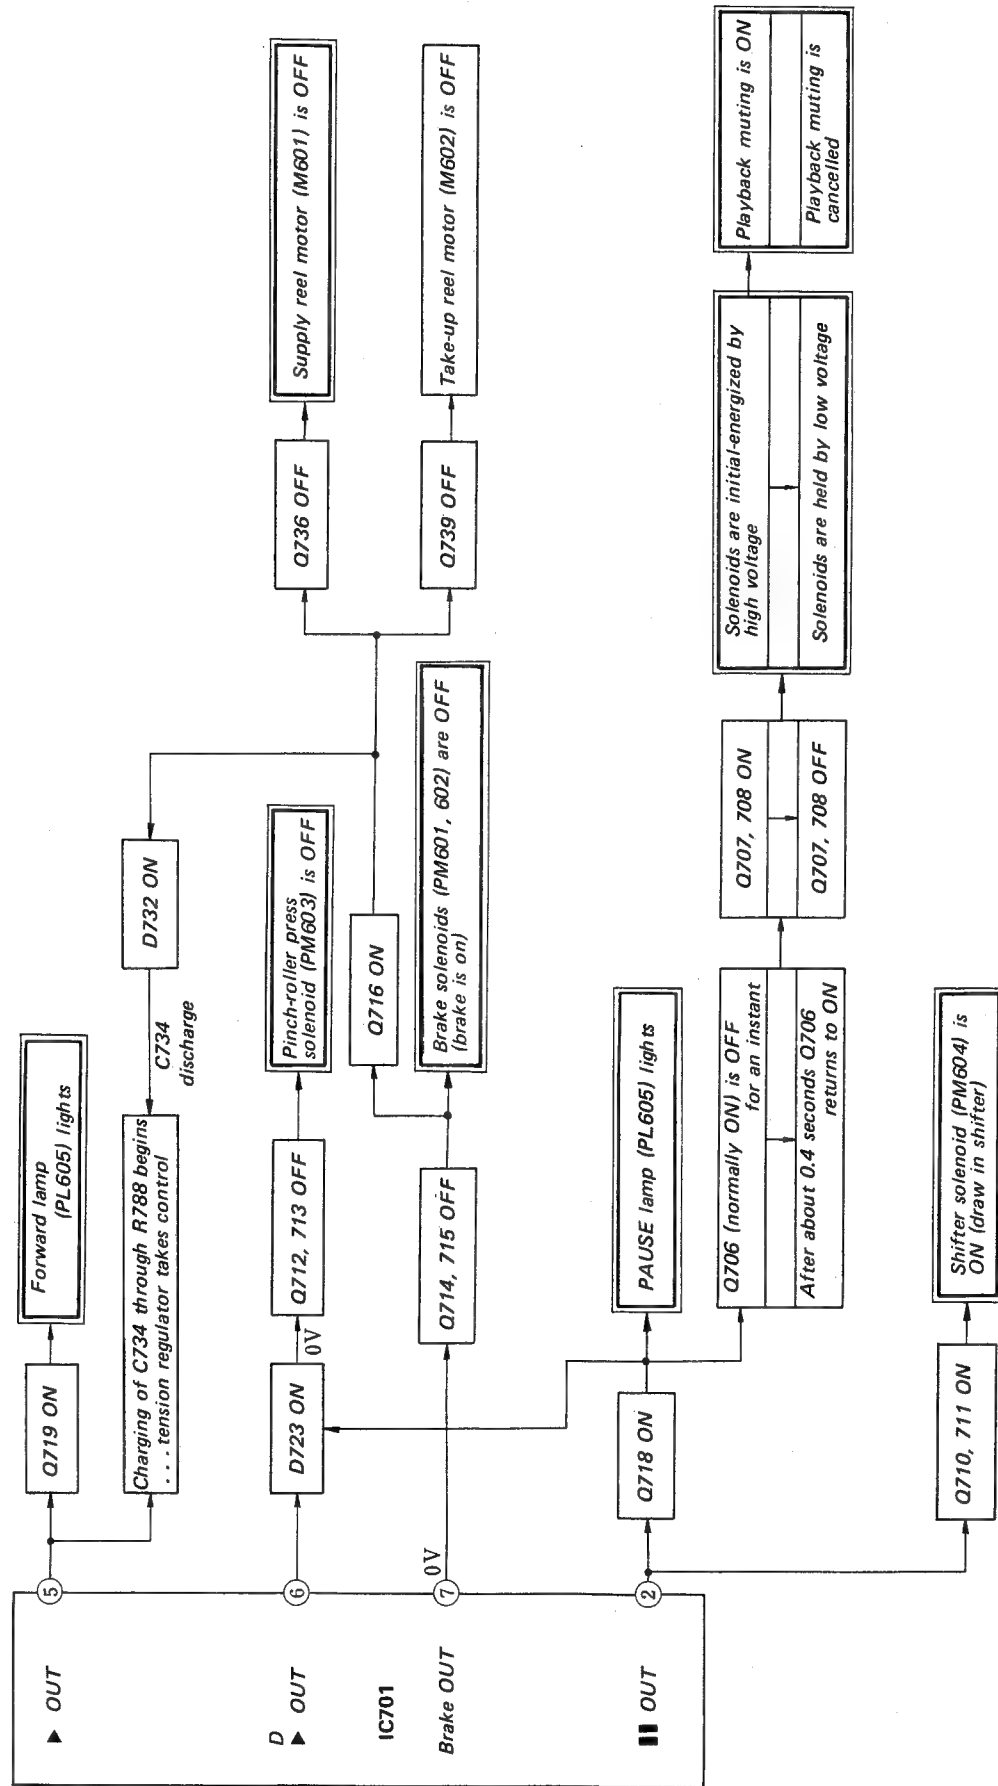 ▶ OUT
5
Q719 ON
Forward lamp
(PL605) lights
Charging of C734 through R788 begins
...tension regulator takes control
C734
discharge
D732 ON
D
▶ OUT
6
D723 ON
0V
Q712, 713 OFF
Pinch-roller press
solenoid (PM603) is OFF
Q736 OFF
Supply reel motor (M601) is OFF
IC701
Q716 ON
Brake OUT
7
0V
Q714, 715 OFF
Brake solenoids (PM601, 602) are OFF
(brake is on)
Q739 OFF
Take-up reel motor (M602) is OFF
▮▮ OUT
2
Q718 ON
PAUSE lamp (PL605) lights
Q706 (normally ON) is OFF
for an instant
After about 0.4 seconds Q706
returns to ON
Q707, 708 ON
Q707, 708 OFF
Solenoids are initial-energized by
high voltage
Solenoids are held by low voltage
Playback muting is ON
Playback muting is
cancelled
Q710, 711 ON
Shifter solenoid (PM604) is
ON (draw in shifter)